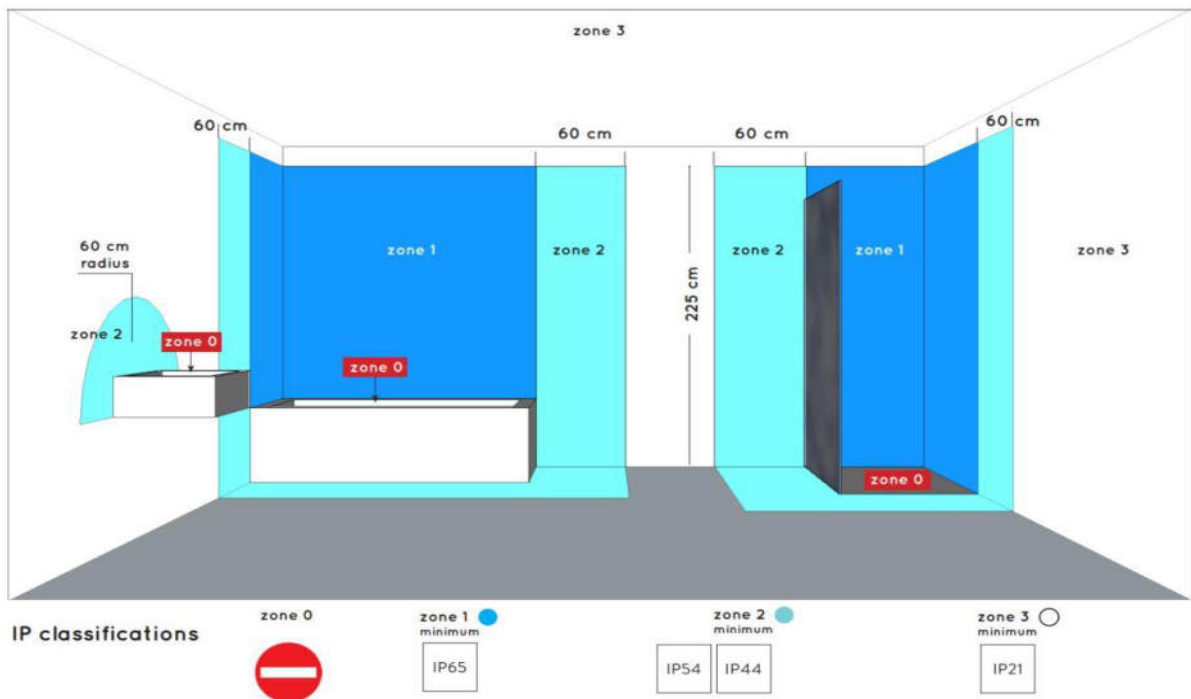 zone 3
60 cm
60 cm
60 cm
60 cm
zone 1
zone 2
zone 2
zone 1
zone 3
60 cm
radius
225 cm
zone 2
zone 0
zone 0
zone 0
IP classifications
zone 0
zone 1
minimum
IP65
zone 2
minimum
IP54
IP44
zone 3
minimum
IP21